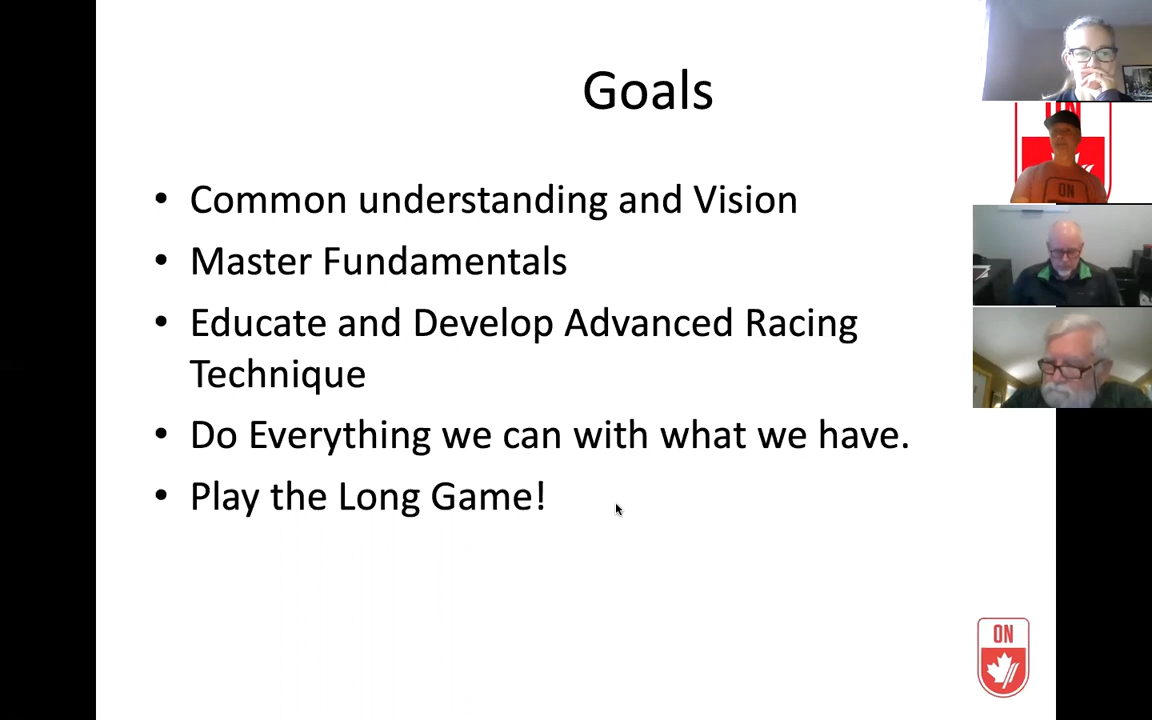 Goals
• Common understanding and Vision
• Master Fundamentals
• Educate and Develop Advanced Racing
Technique
• Do Everything we can with what we have.
• Play the Long Game!
ON
ON
ON